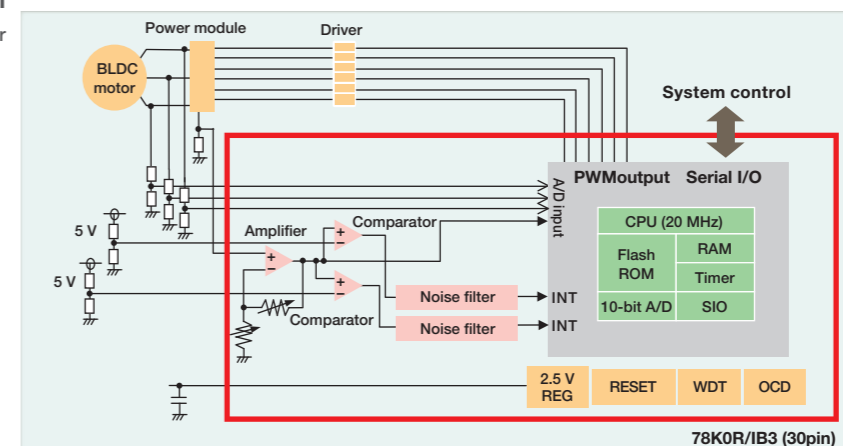 r
Power module
Driver
BLDC
motor
System control
PWMoutput
Serial I/O
A/D input
CPU (20 MHz)
Flash
ROM
RAM
Timer
10-bit A/D
SIO
5 V
5 V
Amplifier
Comparator
+
−
+
−
+
−
Comparator
Noise filter
INT
Noise filter
INT
2.5 V
REG
RESET
WDT
OCD
78K0R/IB3 (30pin)